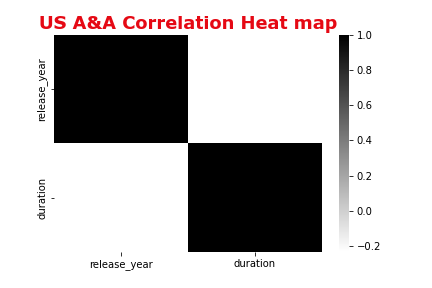 US A&A Correlation Heat map
release_year
duration
release_year
duration
1.0
0.8
0.6
0.4
0.2
0.0
−0.2